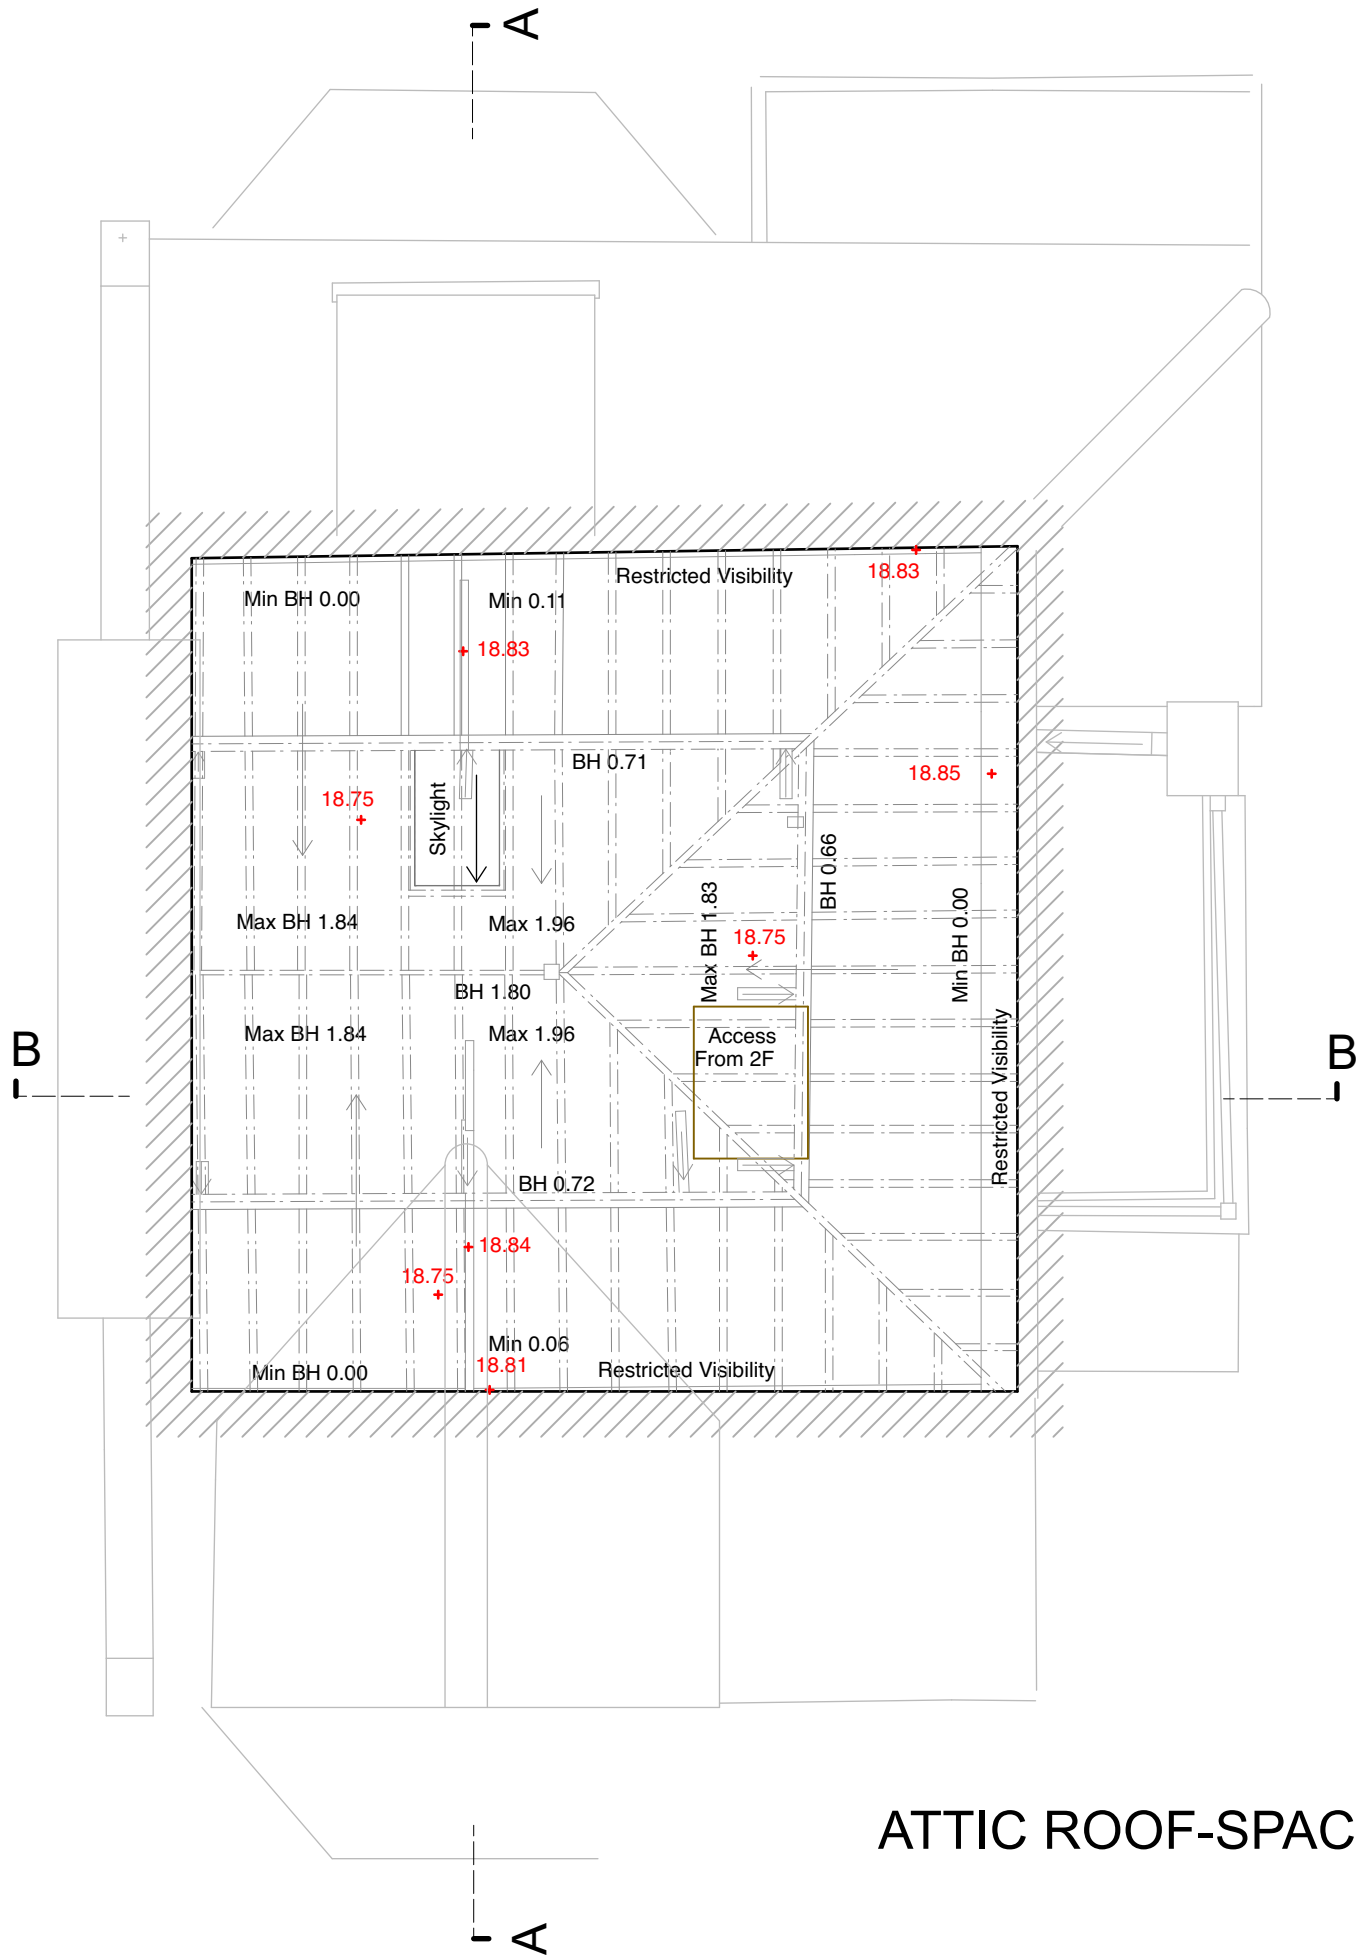 A
Restricted Visibility
18.83
Min BH 0.00
Min 0.11
18.83
BH 0.71
18.85
18.75
Skylight
BH 0.66
Max BH 1.84
Max 1.96
Max BH 1.83
18.75
Min BH 0.00
BH 1.80
Max BH 1.84
Max 1.96
Access
From 2F
B
B
Restricted Visibility
BH 0.72
18.84
18.75
Min 0.06
18.81
Min BH 0.00
Restricted Visibility
ATTIC ROOF-SPAC
A